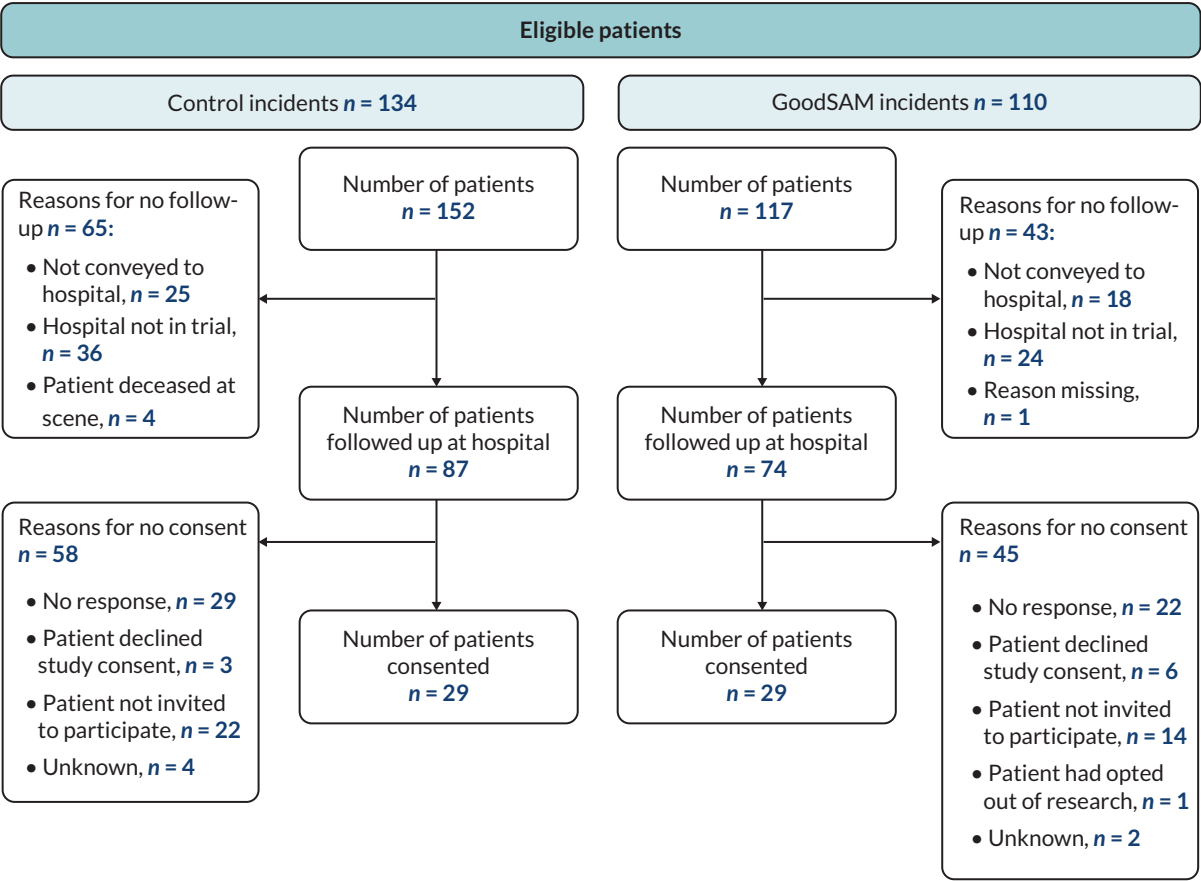 Eligible patients
Control incidents n = 134
GoodSAM incidents n = 110
Number of patients
n = 152
Number of patients
n = 117
Reasons for no follow-
up n = 65:
• Not conveyed to
hospital, n = 25
• Hospital not in trial,
n = 36
• Patient deceased at
scene, n = 4
Reasons for no follow-
up n = 43:
• Not conveyed to
hospital, n = 18
• Hospital not in trial,
n = 24
• Reason missing,
n = 1
Number of patients
followed up at hospital
n = 87
Number of patients
followed up at hospital
n = 74
Reasons for no consent
n = 58
• No response, n = 29
• Patient declined
study consent, n = 3
• Patient not invited
to participate, n = 22
• Unknown, n = 4
Reasons for no consent
n = 45
• No response, n = 22
• Patient declined
study consent, n = 6
• Patient not invited
to participate, n = 14
• Patient had opted
out of research, n = 1
• Unknown, n = 2
Number of patients
consented
n = 29
Number of patients
consented
n = 29